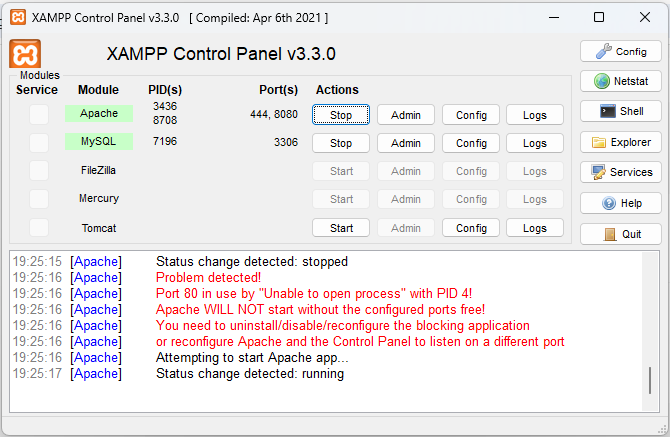 XAMPP Control Panel v3.3.0 [ Compiled: Apr 6th 2021 ]
XAMPP Control Panel v3.3.0
Config
Modules
Service Module PID(s) Port(s) Actions
Netstat
Apache 3436 8708 444, 8080 Stop Admin Config Logs
Shell
MySQL 7196 3306 Stop Admin Config Logs
Explorer
FileZilla Start Admin Config Logs
Services
Mercury Start Admin Config Logs
Help
Tomcat Start Admin Config Logs
Quit
19:25:15 [Apache] Status change detected: stopped
19:25:16 [Apache] Problem detected!
19:25:16 [Apache] Port 80 in use by "Unable to open process" with PID 4!
19:25:16 [Apache] Apache WILL NOT start without the configured ports free!
19:25:16 [Apache] You need to uninstall/disable/reconfigure the blocking application
19:25:16 [Apache] or reconfigure Apache and the Control Panel to listen on a different port
19:25:16 [Apache] Attempting to start Apache app...
19:25:17 [Apache] Status change detected: running